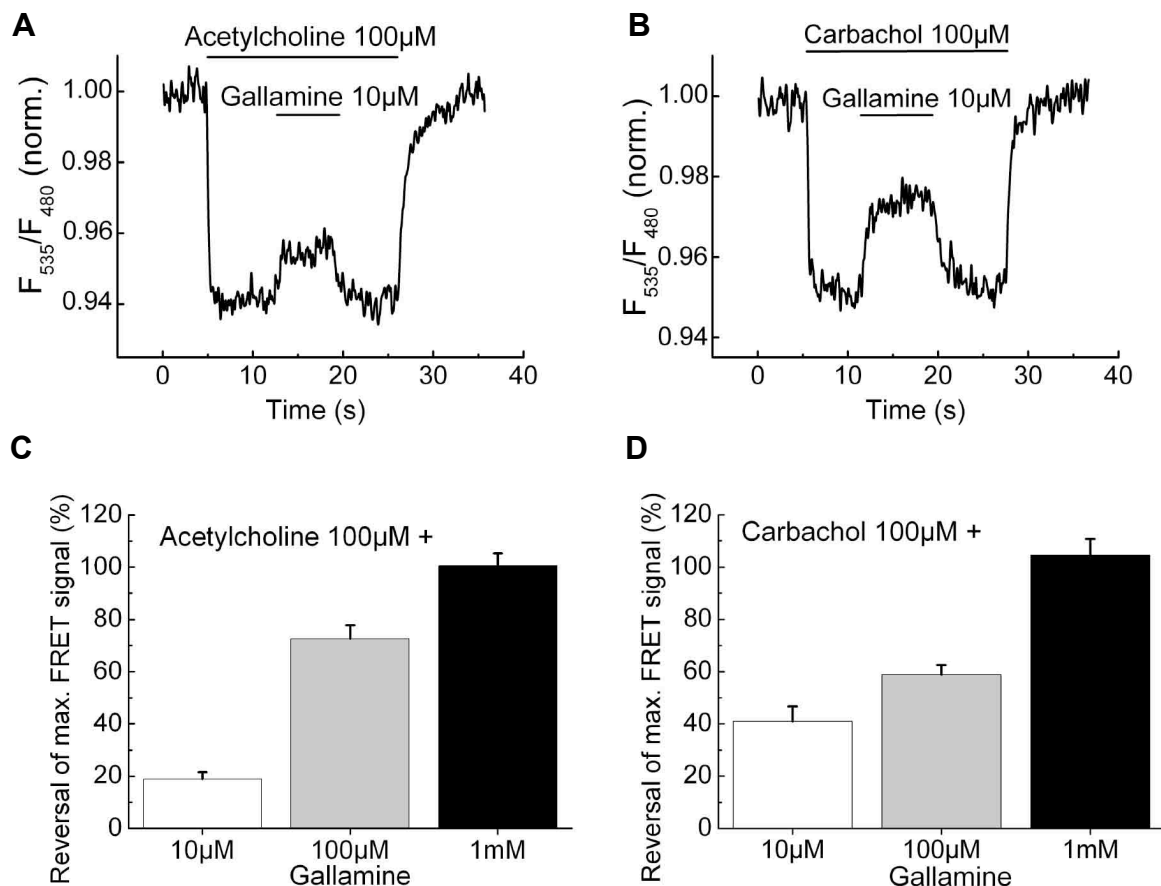 A
Acetylcholine 100µM
Gallamine 10µM
1.00
0.98
0.96
0.94
F535/F480 (norm.)
0
10
20
30
40
Time (s)
B
Carbachol 100µM
Gallamine 10µM
1.00
0.98
0.96
0.94
F535/F480 (norm.)
0
10
20
30
40
Time (s)
C
Acetylcholine 100µM +
120
100
80
60
40
20
0
Reversal of max. FRET signal (%)
10µM
100µM
1mM
Gallamine
D
Carbachol 100µM +
120
100
80
60
40
20
0
Reversal of max. FRET signal (%)
10µM
100µM
1mM
Gallamine